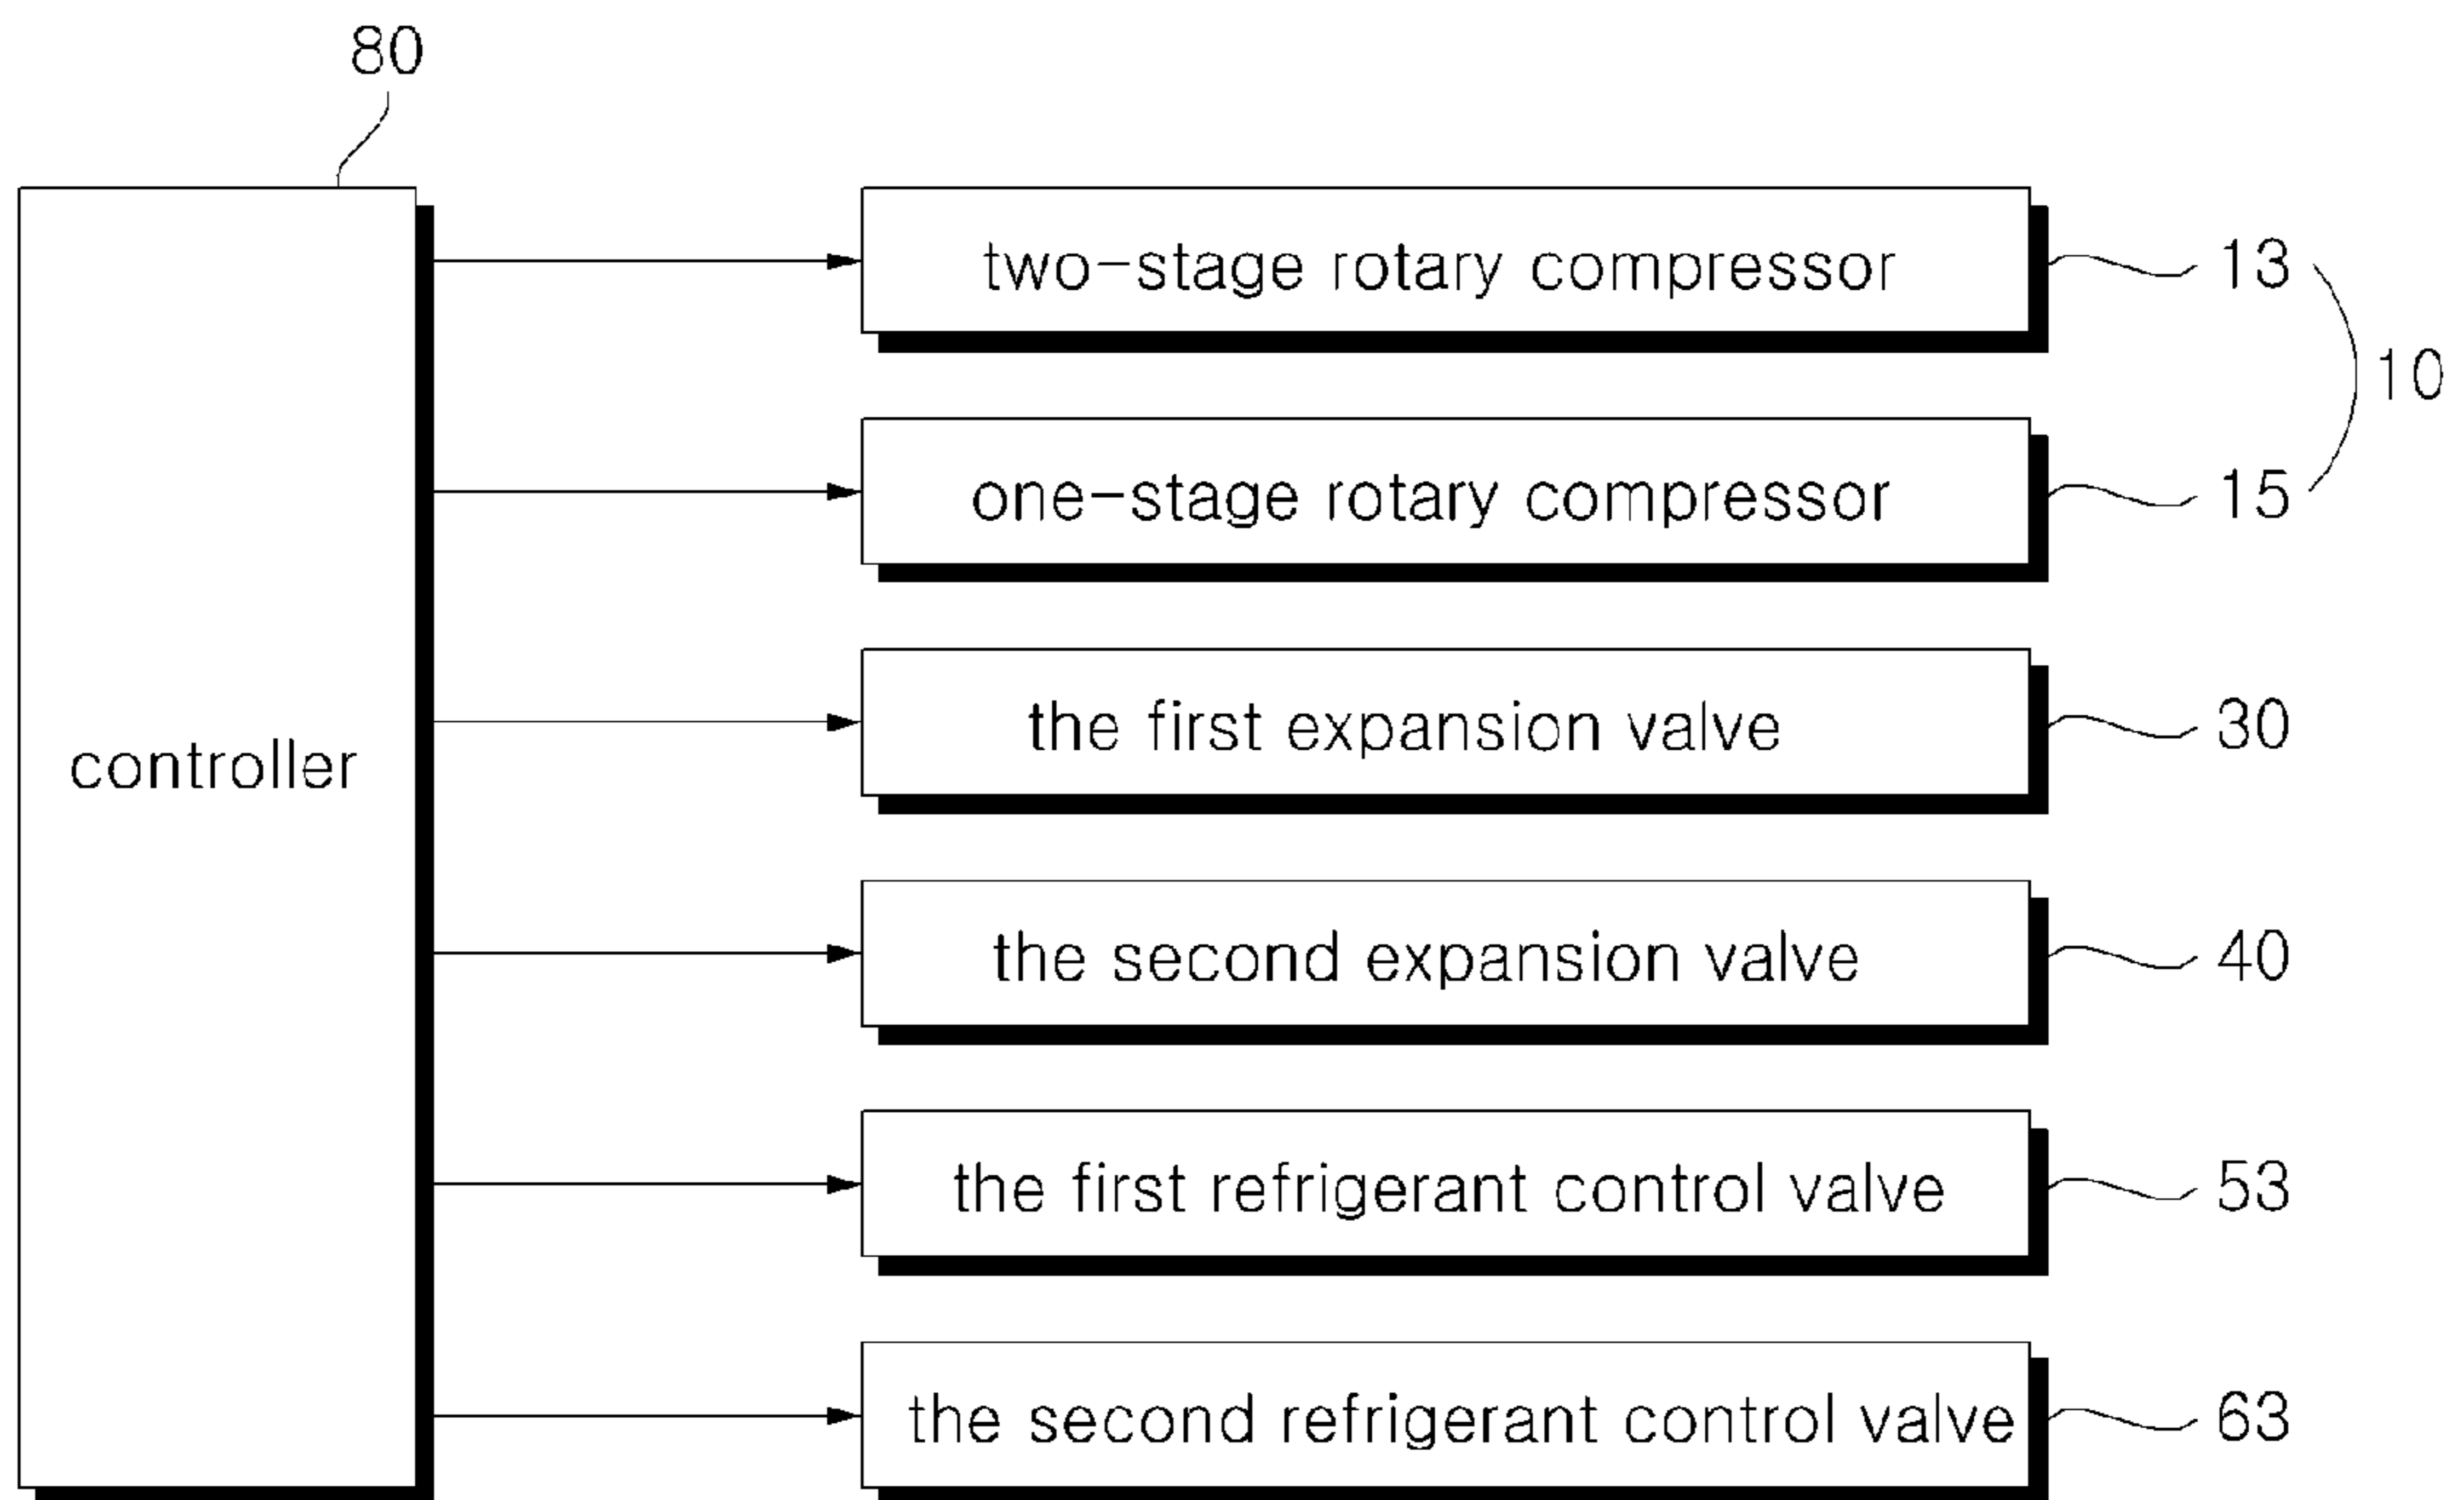 80
two-stage rotary compressor
13
10
one-stage rotary compressor
15
the first expansion valve
30
controller
the second expansion valve
40
the first refrigerant control valve
53
the second refrigerant control valve
63